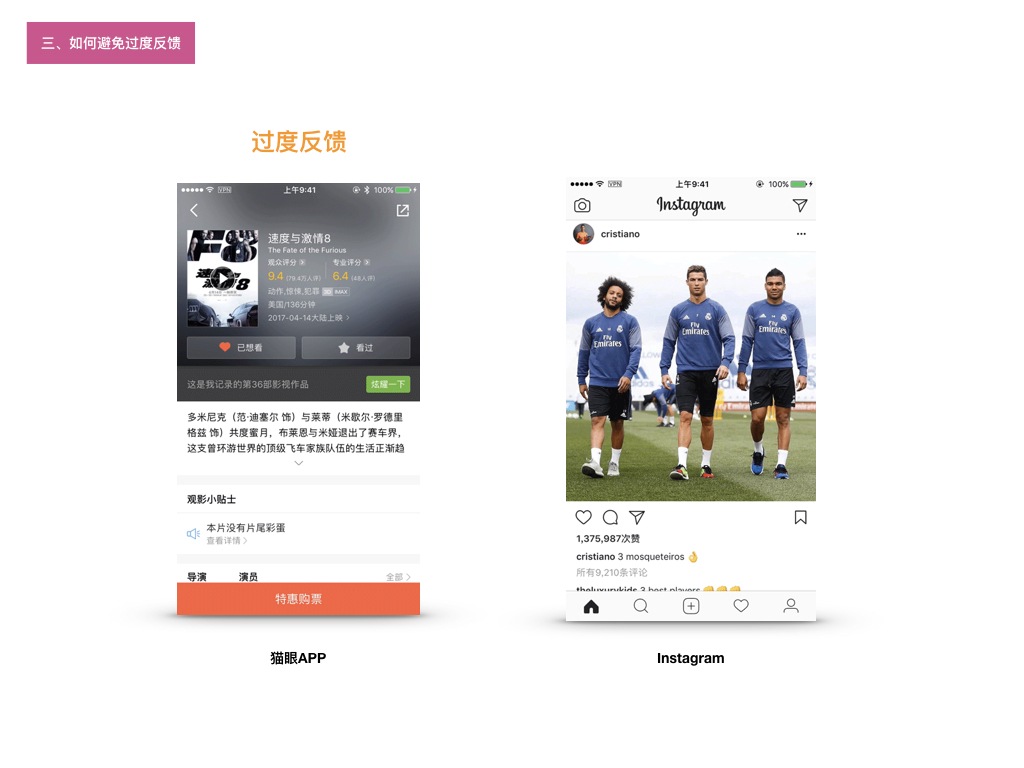 三、如何避免过度反馈
过度反馈
VPN 上午9:41 100%
速度与激情8
The Fate of the Furious
观众评分 专业评分
9.4 (79.4万人评) 6.4 (48人评)
动作,惊悚,犯罪 3D IMAX
美国/136分钟
2017-04-14大陆上映
已想看 看过
这是我记录的第36部影视作品 炫耀一下
多米尼克（范·迪塞尔 饰）与莱蒂（米歇尔·罗德里
格兹 饰）共度蜜月，布莱恩与米娅退出了赛车界，
这支曾环游世界的顶级飞车家族队伍的生活正渐趋
观影小贴士
本片没有片尾彩蛋
查看详情
导演 演员 全部
特惠购票
猫眼APP
VPN 上午9:41 100%
Instagram
cristiano
Fly Emirates
Fly Emirates
Fly Emirates
1,375,987次赞
cristiano 3 mosqueteiros 👌
所有9,210条评论
theluxurykids 3 best players
Instagram